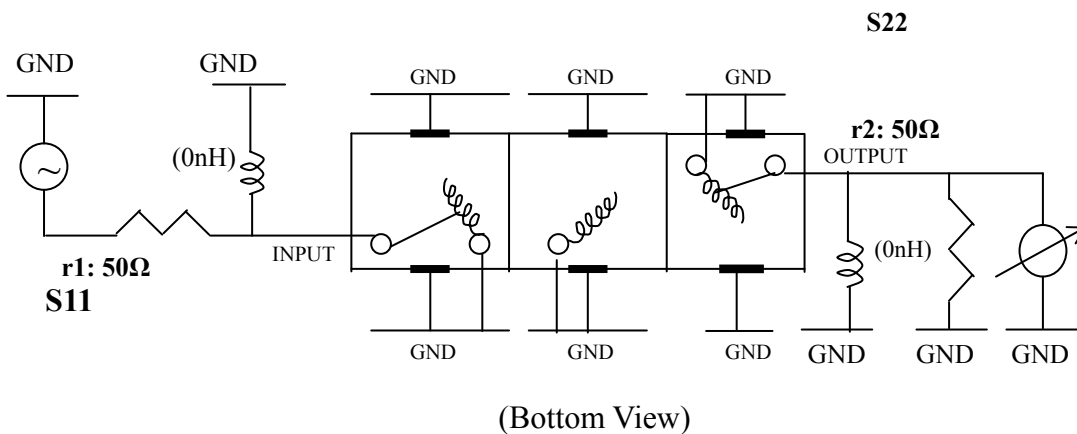 S22
GND
GND
GND
GND
GND
r2: 50Ω
OUTPUT
(0nH)
INPUT
(0nH)
r1: 50Ω
S11
GND
GND
GND
GND
GND
GND
(Bottom View)